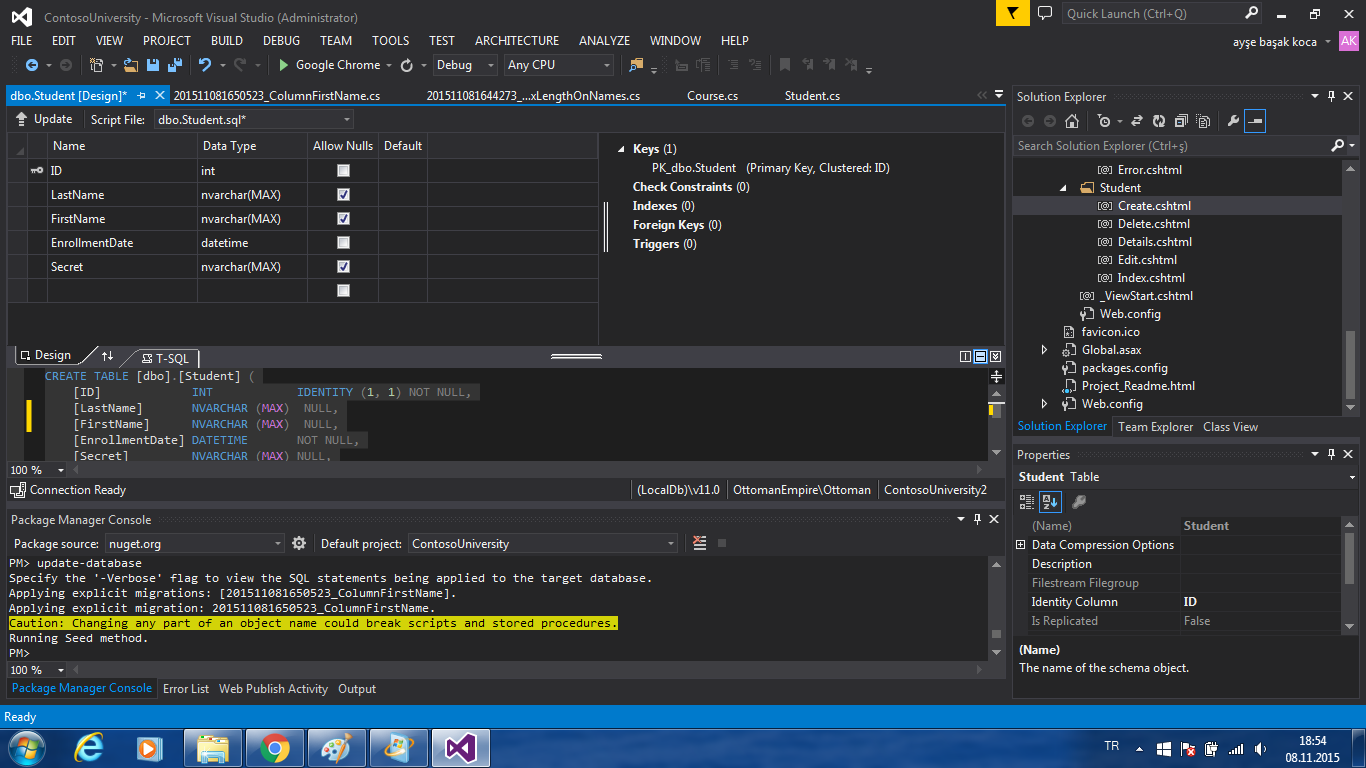 ContosoUniversity - Microsoft Visual Studio (Administrator)
Quick Launch (Ctrl+Q)
FILE EDIT VIEW PROJECT BUILD DEBUG TEAM TOOLS TEST ARCHITECTURE ANALYZE WINDOW HELP
ayşe başak koca AK
Google Chrome Debug Any CPU
dbo.Student [Design]* 201511081650523_ColumnFirstName.cs 201511081644273_...xLengthOnNames.cs Course.cs Student.cs
Update Script File: dbo.Student.sql*
Name Data Type Allow Nulls Default
ID int
LastName nvarchar(MAX)
FirstName nvarchar(MAX)
EnrollmentDate datetime
Secret nvarchar(MAX)
Keys (1)
PK_dbo.Student (Primary Key, Clustered: ID)
Check Constraints (0)
Indexes (0)
Foreign Keys (0)
Triggers (0)
Design T-SQL
CREATE TABLE [dbo].[Student] (
[ID] INT IDENTITY (1, 1) NOT NULL,
[LastName] NVARCHAR (MAX) NULL,
[FirstName] NVARCHAR (MAX) NULL,
[EnrollmentDate] DATETIME NOT NULL,
[Secret] NVARCHAR (MAX) NULL,
100 %
Connection Ready (LocalDb)\v11.0 OttomanEmpire\Ottoman ContosoUniversity2
Package Manager Console
Package source: nuget.org Default project: ContosoUniversity
PM> update-database
Specify the '-Verbose' flag to view the SQL statements being applied to the target database.
Applying explicit migrations: [201511081650523_ColumnFirstName].
Applying explicit migration: 201511081650523_ColumnFirstName.
Caution: Changing any part of an object name could break scripts and stored procedures.
Running Seed method.
PM>
100 %
Package Manager Console Error List Web Publish Activity Output
Solution Explorer
Search Solution Explorer (Ctrl+ş)
Error.cshtml
Student
Create.cshtml
Delete.cshtml
Details.cshtml
Edit.cshtml
Index.cshtml
_ViewStart.cshtml
Web.config
favicon.ico
Global.asax
packages.config
Project_Readme.html
Web.config
Solution Explorer Team Explorer Class View
Properties
Student Table
(Name) Student
Data Compression Options
Description
Filestream Filegroup
Identity Column ID
Is Replicated False
(Name)
The name of the schema object.
Ready
TR
18:54
08.11.2015